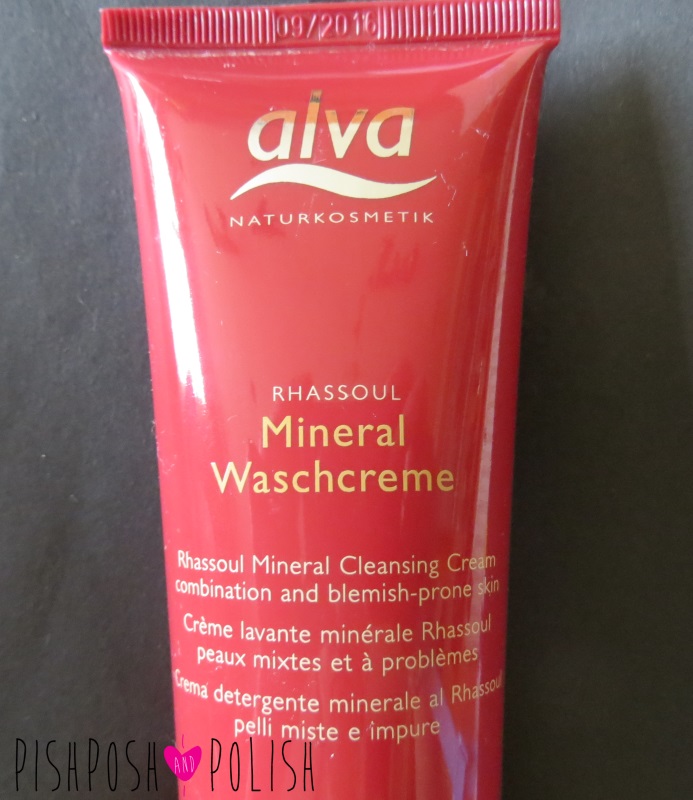 09/2016
alva
NATURKOSMETIK
RHASSOUL
Mineral
Waschcreme
Rhassoul Mineral Cleansing Cream
combination and blemish-prone skin
Crème lavante minérale Rhassoul
peaux mixtes et à problèmes
Crema detergente minerale al Rhassoul
pelli miste e impure
PISHPOSH AND POLISH